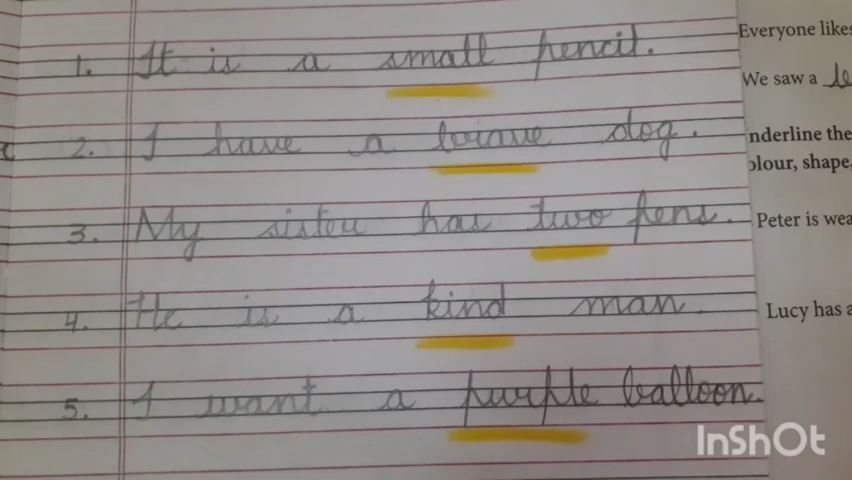 1. It is a small pencil.
2. I have a brave dog.
3. My sister has two pens.
4. He is a kind man.
5. I want a purple balloon.
Everyone likes
We saw a
nderline the
olour, shape,
Peter is wea
Lucy has a
InShOt